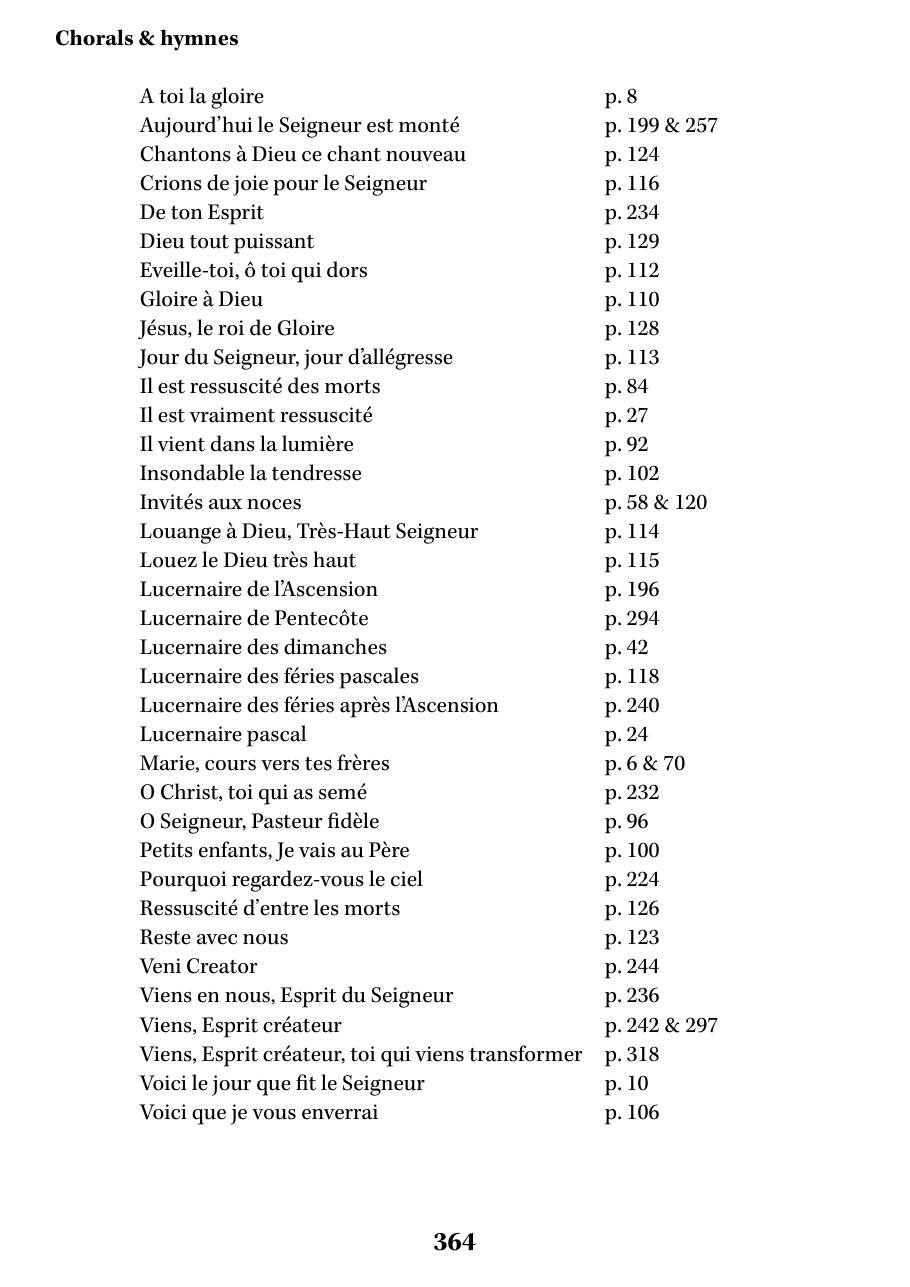 Chorals & hymnes
A toi la gloire p. 8
Aujourd’hui le Seigneur est monté p. 199 & 257
Chantons à Dieu ce chant nouveau p. 124
Crions de joie pour le Seigneur p. 116
De ton Esprit p. 234
Dieu tout puissant p. 129
Eveille-toi, ô toi qui dors p. 112
Gloire à Dieu p. 110
Jésus, le roi de Gloire p. 128
Jour du Seigneur, jour d’allégresse p. 113
Il est ressuscité des morts p. 84
Il est vraiment ressuscité p. 27
Il vient dans la lumière p. 92
Insondable la tendresse p. 102
Invités aux noces p. 58 & 120
Louange à Dieu, Très-Haut Seigneur p. 114
Louez le Dieu très haut p. 115
Lucernaire de l’Ascension p. 196
Lucernaire de Pentecôte p. 294
Lucernaire des dimanches p. 42
Lucernaire des féries pascales p. 118
Lucernaire des féries après l’Ascension p. 240
Lucernaire pascal p. 24
Marie, cours vers tes frères p. 6 & 70
O Christ, toi qui as semé p. 232
O Seigneur, Pasteur fidèle p. 96
Petits enfants, Je vais au Père p. 100
Pourquoi regardez-vous le ciel p. 224
Ressuscité d’entre les morts p. 126
Reste avec nous p. 123
Veni Creator p. 244
Viens en nous, Esprit du Seigneur p. 236
Viens, Esprit créateur p. 242 & 297
Viens, Esprit créateur, toi qui viens transformer p. 318
Voici le jour que fit le Seigneur p. 10
Voici que je vous enverrai p. 106
364